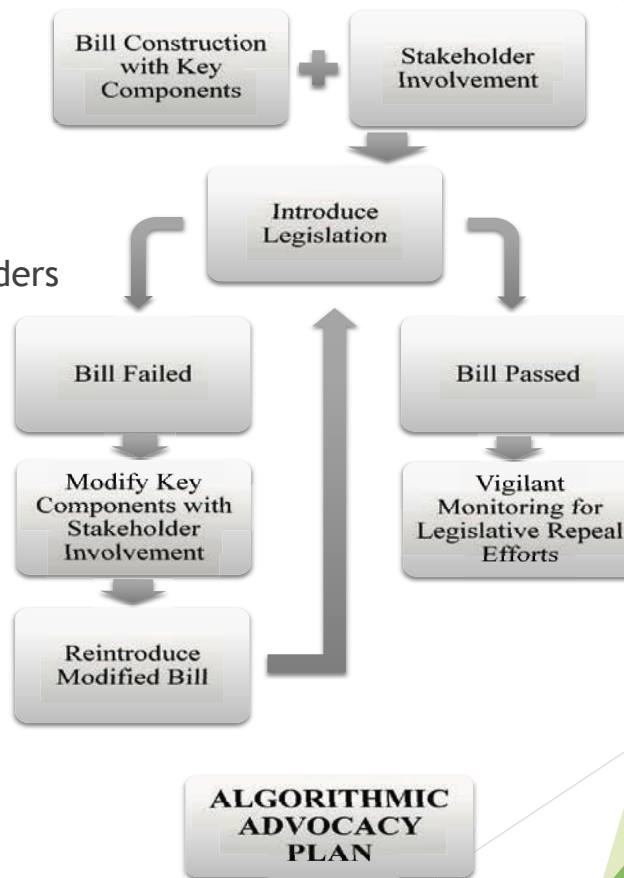 Bill Construction
with Key
Components
Stakeholder
Involvement
Introduce
Legislation
ders
Bill Failed
Bill Passed
Modify Key
Components with
Stakeholder
Involvement
Vigilant
Monitoring for
Legislative Repeal
Efforts
Reintroduce
Modified Bill
ALGORITHMIC
ADVOCACY
PLAN